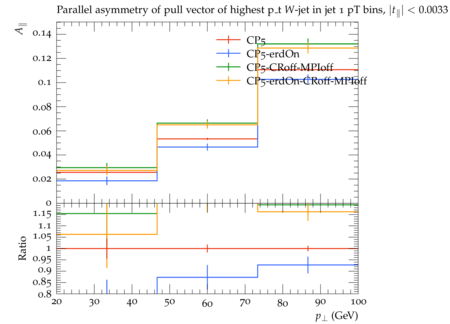 Parallel asymmetry of pull vector of highest p_t W-jet in jet 1 pT bins, |t∥| < 0.0033
A∥
0.14
0.12
0.1
0.08
0.06
0.04
0.02
0
CP5
CP5-erdOn
CP5-CRoff-MPIoff
CP5-erdOn-CRoff-MPIoff
Ratio
1.15
1.1
1.05
1
0.95
0.9
0.85
0.8
20 30 40 50 60 70 80 90 100
p⊥ (GeV)